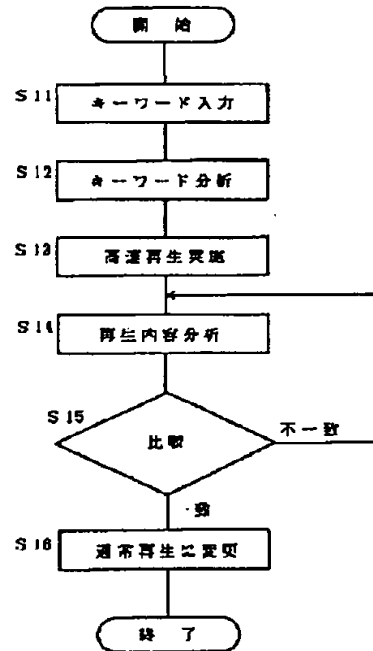 開始
S11
キーワード入力
S12
キーワード分析
S13
高速再生実施
S14
再生内容分析
S15
比較
不一致
一致
S16
通常再生に変更
終了